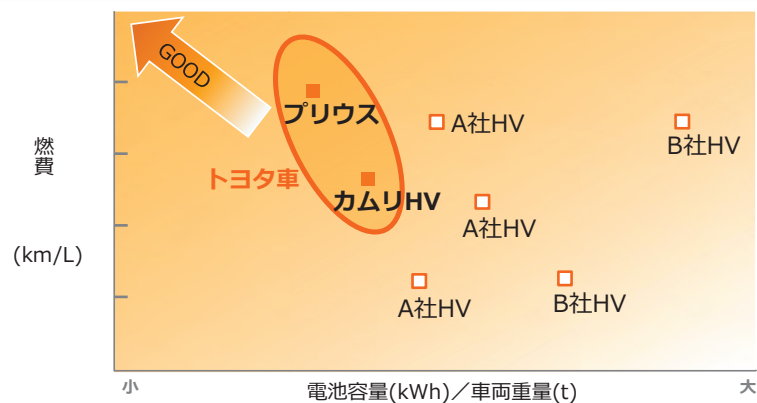 GOOD
プリウス
A社HV
B社HV
燃費
トヨタ車
カムリHV
A社HV
(km/L)
A社HV
B社HV
小
電池容量(kWh)／車両重量(t)
大